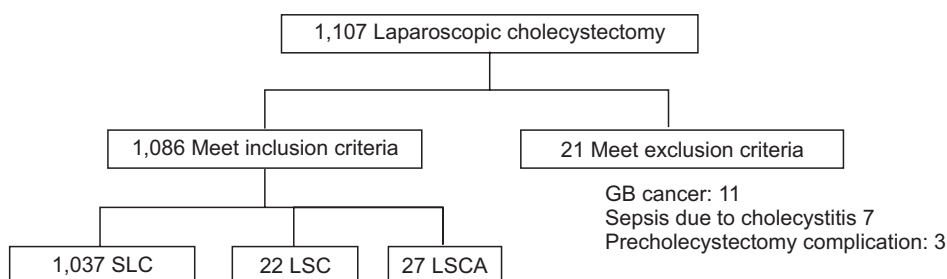 1,107 Laparoscopic cholecystectomy
1,086 Meet inclusion criteria
21 Meet exclusion criteria
GB cancer: 11
Sepsis due to cholecystitis 7
Precholecystectomy complication: 3
1,037 SLC
22 LSC
27 LSCA